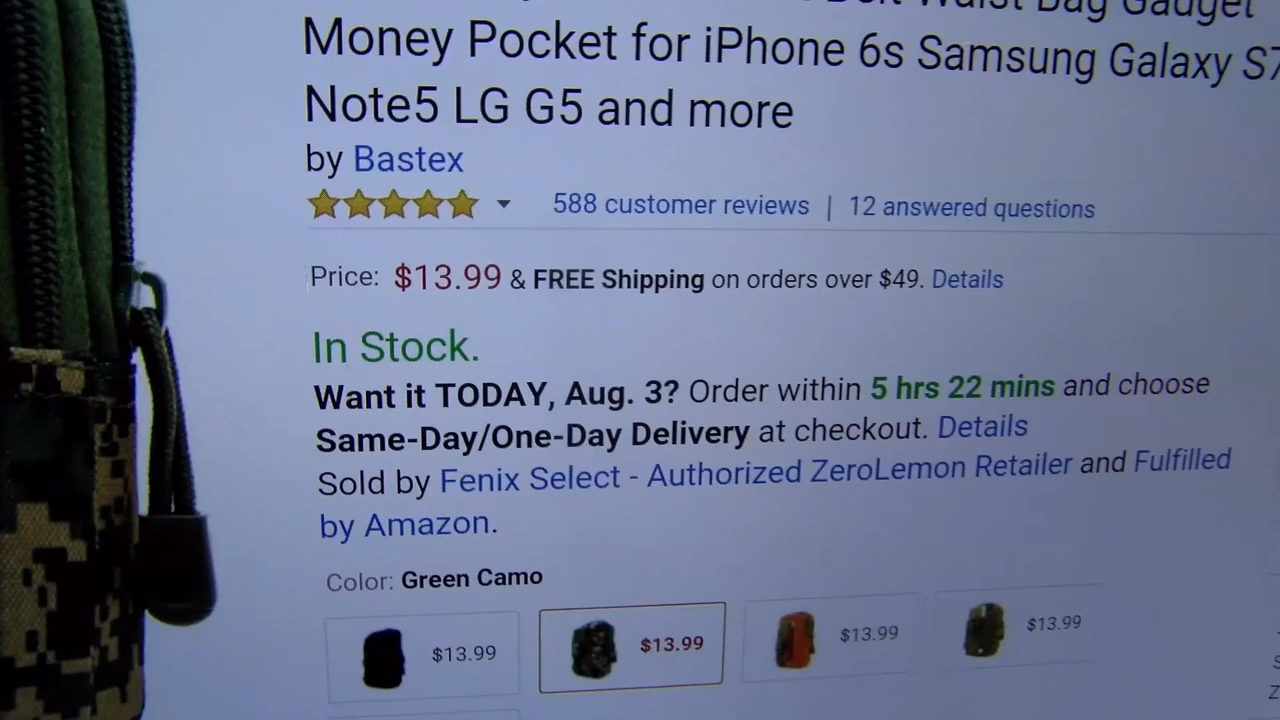 Belt Waist Bag Gadget
Money Pocket for iPhone 6s Samsung Galaxy S7
Note5 LG G5 and more
by Bastex
588 customer reviews | 12 answered questions
Price: $13.99 & FREE Shipping on orders over $49. Details
In Stock.
Want it TODAY, Aug. 3? Order within 5 hrs 22 mins and choose
Same-Day/One-Day Delivery at checkout. Details
Sold by Fenix Select - Authorized ZeroLemon Retailer and Fulfilled
by Amazon.
Color: Green Camo
$13.99 $13.99 $13.99 $13.99